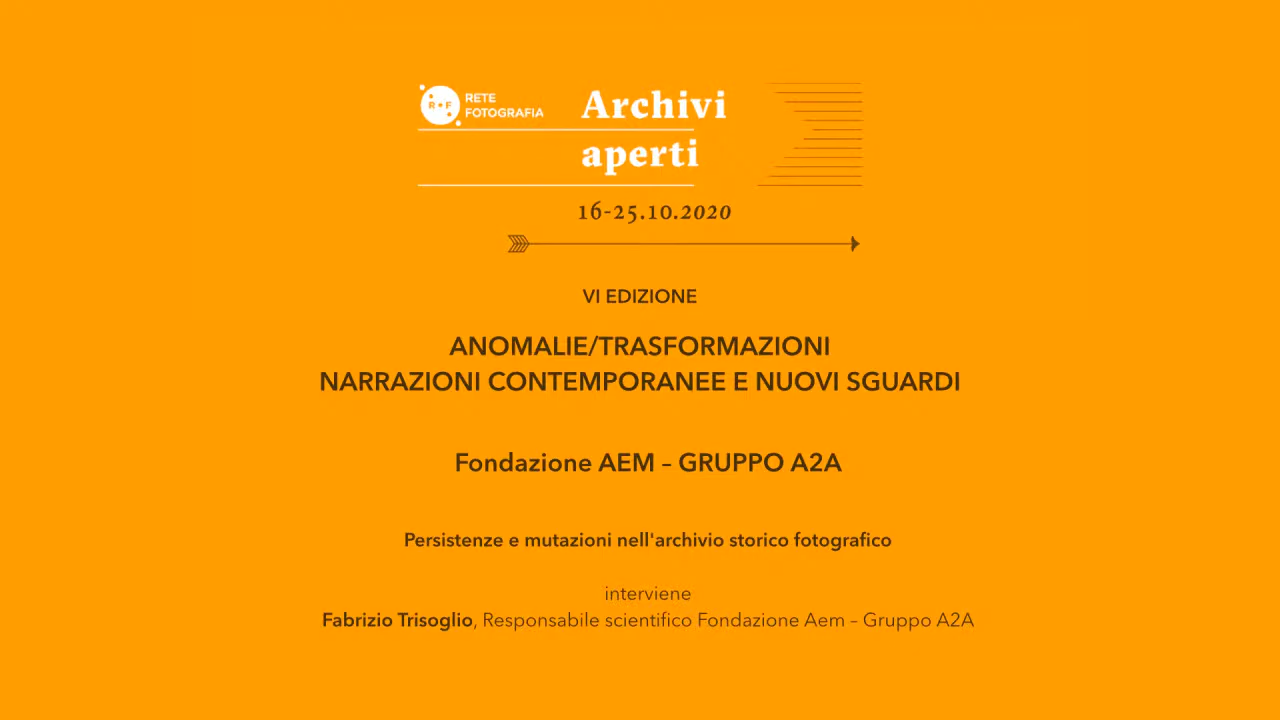 R•F
RETE
FOTOGRAFIA
Archivi
aperti
16-25.10.2020
VI EDIZIONE
ANOMALIE/TRASFORMAZIONI
NARRAZIONI CONTEMPORANEE E NUOVI SGUARDI
Fondazione AEM – GRUPPO A2A
Persistenze e mutazioni nell'archivio storico fotografico
interviene
Fabrizio Trisoglio, Responsabile scientifico Fondazione Aem – Gruppo A2A